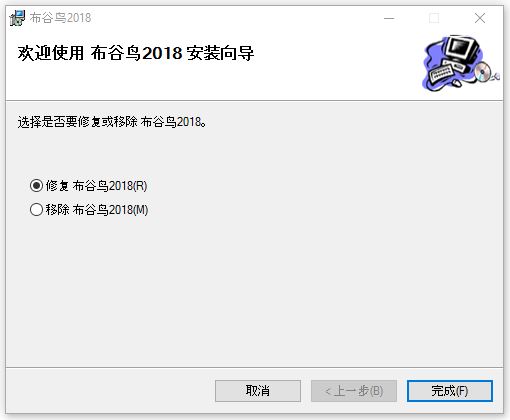 布谷鸟2018
欢迎使用 布谷鸟2018 安装向导
选择是否要修复或移除 布谷鸟2018。
修复 布谷鸟2018(R)
移除 布谷鸟2018(M)
取消
< 上一步(B)
完成(F)